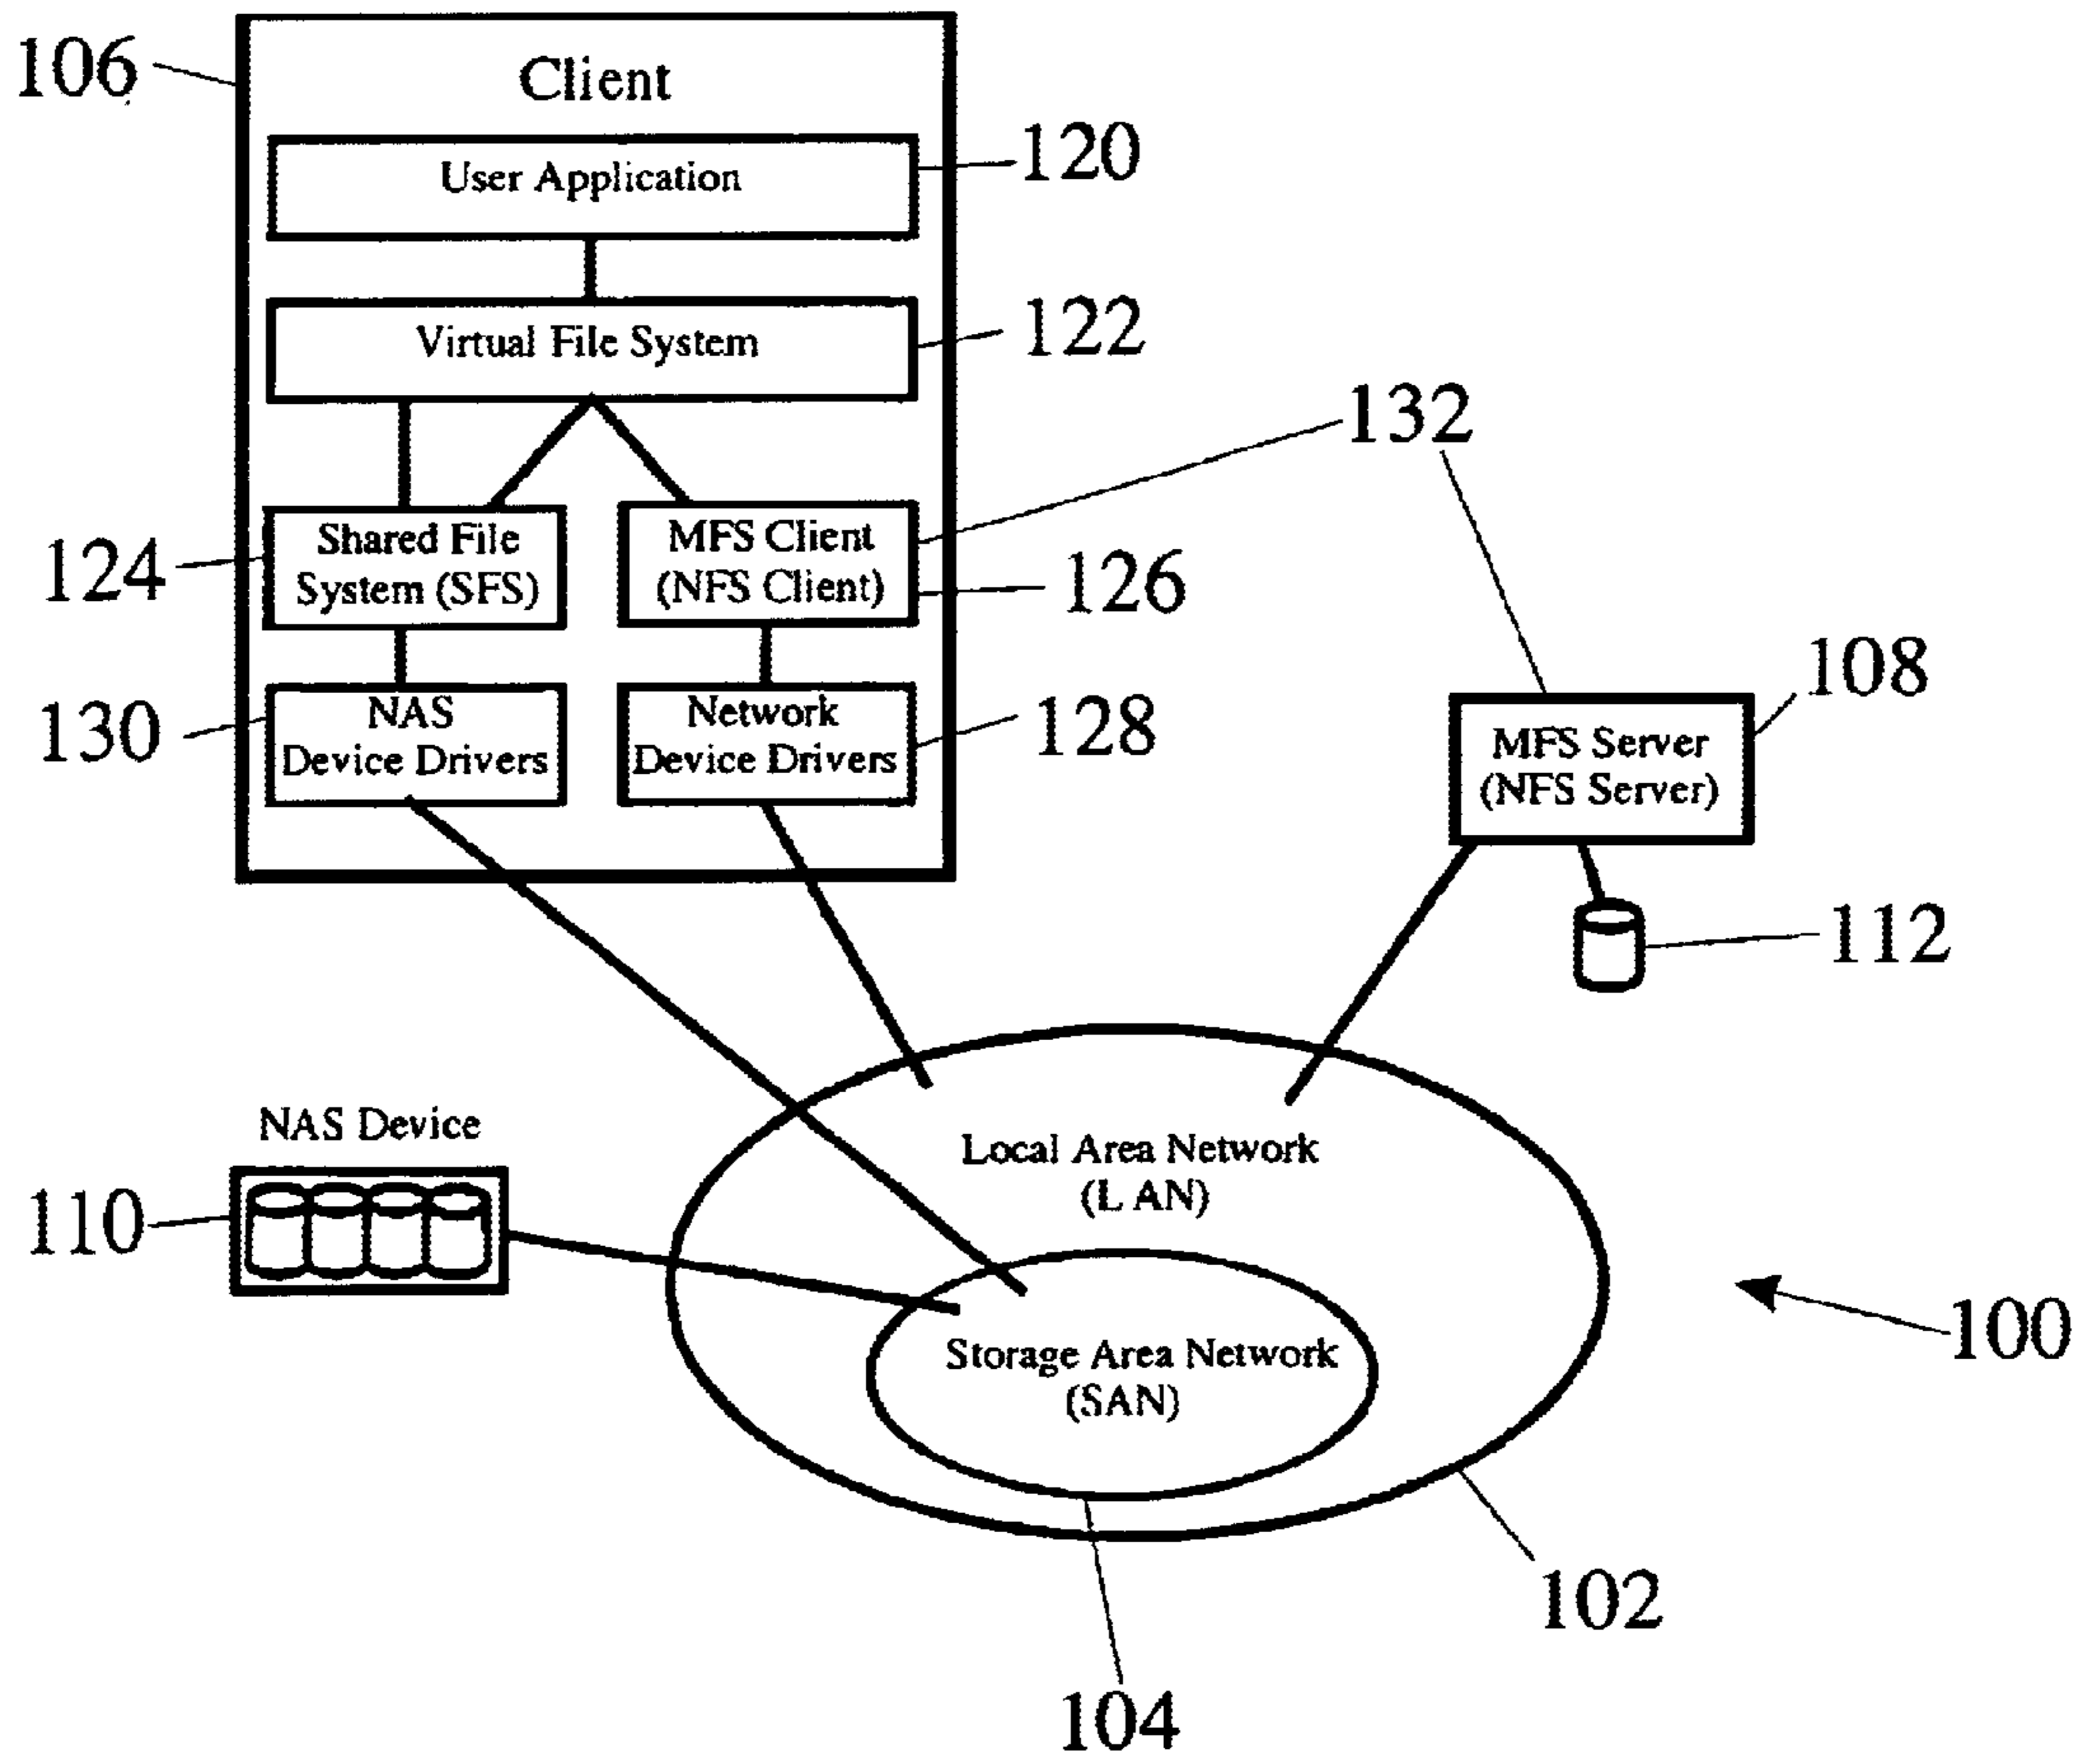 106
Client
User Application
120
Virtual File System
122
132
Shared File
System (SFS)
124
MFS Client
(NFS Client)
126
NAS
Device Drivers
130
Network
Device Drivers
128
108
MFS Server
(NFS Server)
112
NAS Device
110
Local Area Network
(LAN)
Storage Area Network
(SAN)
100
102
104